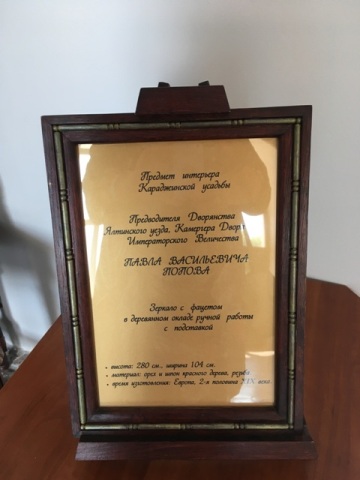 Предмет интерьера
Караджинской усадьбы
Предводителя Дворянства
Ялтинского уезда, Камергера Двора
Императорского Величества
ПАВЛА ВАСИЛЬЕВИЧА
ПОПОВА
Зеркало с фацетом
в деревянном окладе ручной работы
с подставкой
• высота: 280 см., ширина 104 см.
• материал: орех и шпон красного дерева, резьба
• время изготовления: Европа, 2-я половина XIX века.